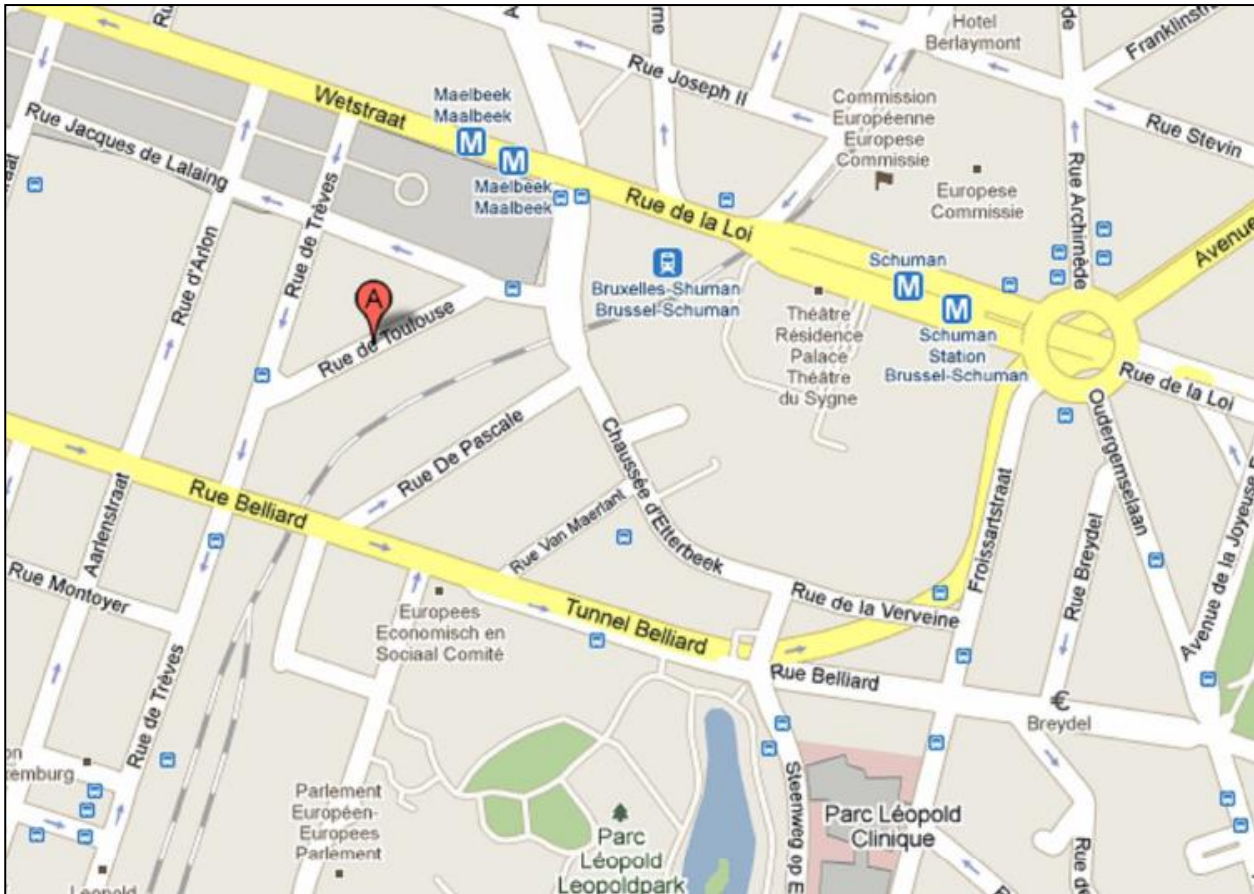 Hotel
Berlaymont
Rue Joseph II
Rue Stevin
Commission
Européenne
Europese
Commissie
Europese
Commissie
Rue Archimède
Avenue
Wetstraat
Maelbeek
Maalbeek
M
M
Maelbeek
Maalbeek
Rue Jacques de Lalaing
Rue de la Loi
Rue d'Arlon
Rue de Trèves
A
Rue de Toulouse
Bruxelles-Shuman
Brussel-Schuman
Schuman
M
M
Schuman
Station
Brussel-Schuman
Théâtre
Résidence
Palace
Théâtre
du Sygne
Rue de la Loi
Oudergemselaan
Rue De Pascale
Chaussée d'Etterbeek
Rue Van Maerlant
Rue Belliard
Aarlenstraat
Rue Montoyer
Froissartstraat
Rue Breydel
Avenue de la Joyeuse E
Rue de la Verveine
Europees
Economisch en
Sociaal Comité
Tunnel Belliard
Rue Belliard
€
Breydel
Rue de Trèves
Parlement
Européen-
Europees
Parlement
Parc
Léopold
Leopoldpark
Steenweg op E
Parc Léopold
Clinique
Rue de